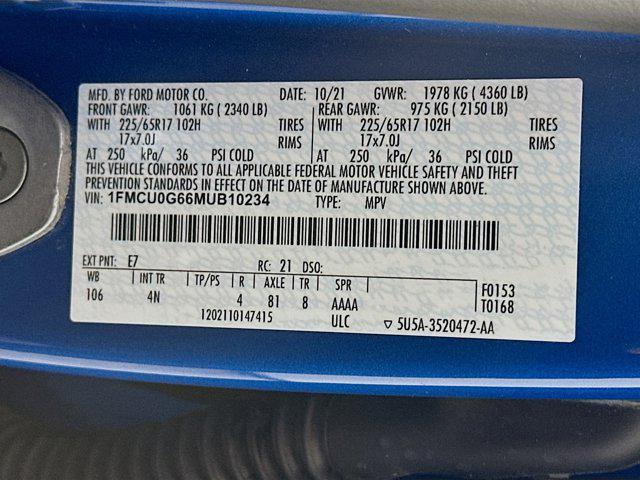 MFD. BY FORD MOTOR CO. DATE: 10/21 GVWR: 1978 KG ( 4360 LB)
FRONT GAWR: 1061 KG ( 2340 LB) REAR GAWR: 975 KG ( 2150 LB)
WITH 225/65R17 102H TIRES WITH 225/65R17 102H TIRES
17x7.0J RIMS 17x7.0J RIMS
AT 250 kPa/ 36 PSI COLD AT 250 kPa/ 36 PSI COLD
THIS VEHICLE CONFORMS TO ALL APPLICABLE FEDERAL MOTOR VEHICLE SAFETY AND THEFT
PREVENTION STANDARDS IN EFFECT ON THE DATE OF MANUFACTURE SHOWN ABOVE.
VIN: 1FMCU0G66MUB10234 TYPE: MPV
EXT PNT: E7 RC: 21 DSO:
WB INT TR TP/PS R AXLE TR SPR F0153
106 4N 4 81 8 AAAA T0168
1202110147415 ULC ▽ 5U5A-3520472-AA